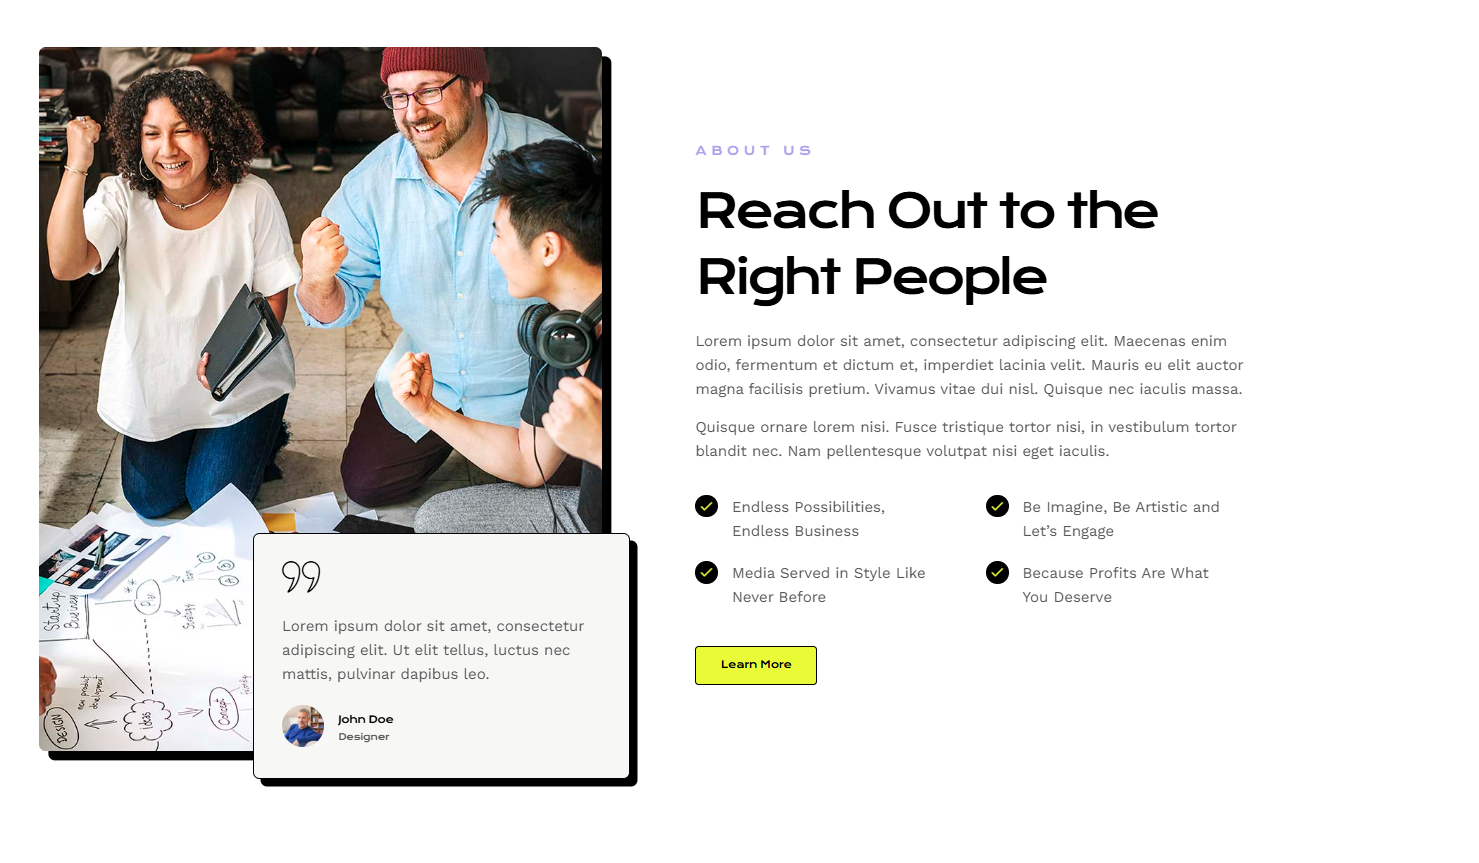 ABOUT US
Reach Out to the
Right People
Lorem ipsum dolor sit amet, consectetur adipiscing elit. Maecenas enim
odio, fermentum et dictum et, imperdiet lacinia velit. Mauris eu elit auctor
magna facilisis pretium. Vivamus vitae dui nisl. Quisque nec iaculis massa.
Quisque ornare lorem nisi. Fusce tristique tortor nisi, in vestibulum tortor
blandit nec. Nam pellentesque volutpat nisi eget iaculis.
Endless Possibilities,
Endless Business
Be Imagine, Be Artistic and
Let’s Engage
Media Served in Style Like
Never Before
Because Profits Are What
You Deserve
Learn More
Lorem ipsum dolor sit amet, consectetur
adipiscing elit. Ut elit tellus, luctus nec
mattis, pulvinar dapibus leo.
John Doe
Designer
Startup
Business
Plan
new product
development
DESIGN
ideas
Concept